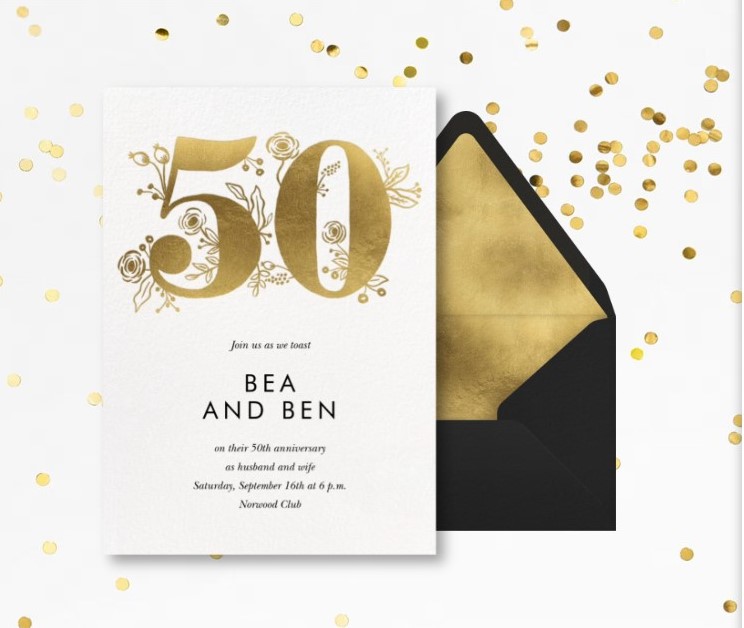 50
Join us as we toast
BEA
AND BEN
on their 50th anniversary
as husband and wife
Saturday, September 16th at 6 p.m.
Norwood Club